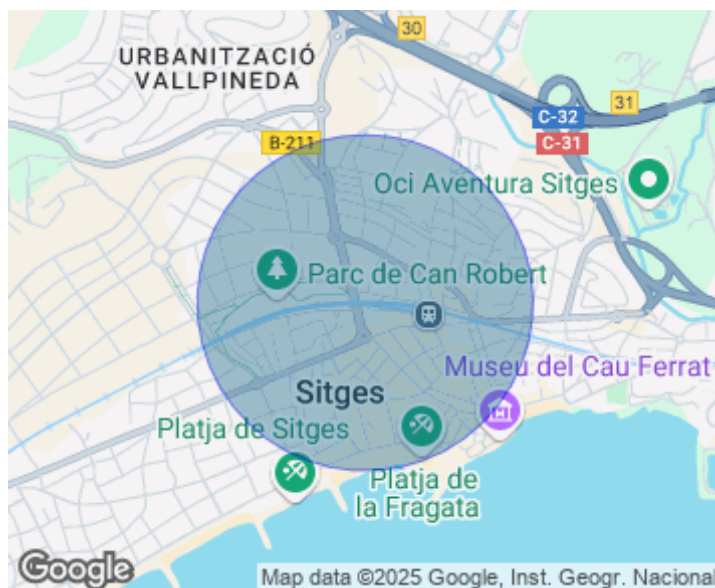 30
URBANITZACIÓ
VALLPINEDA
31
C-32
B-211
C-31
Oci Aventura Sitges
Parc de Can Robert
Museu del Cau Ferrat
Sitges
Platja de Sitges
Platja de
la Fragata
Google
Map data ©2025 Google, Inst. Geogr. Nacional